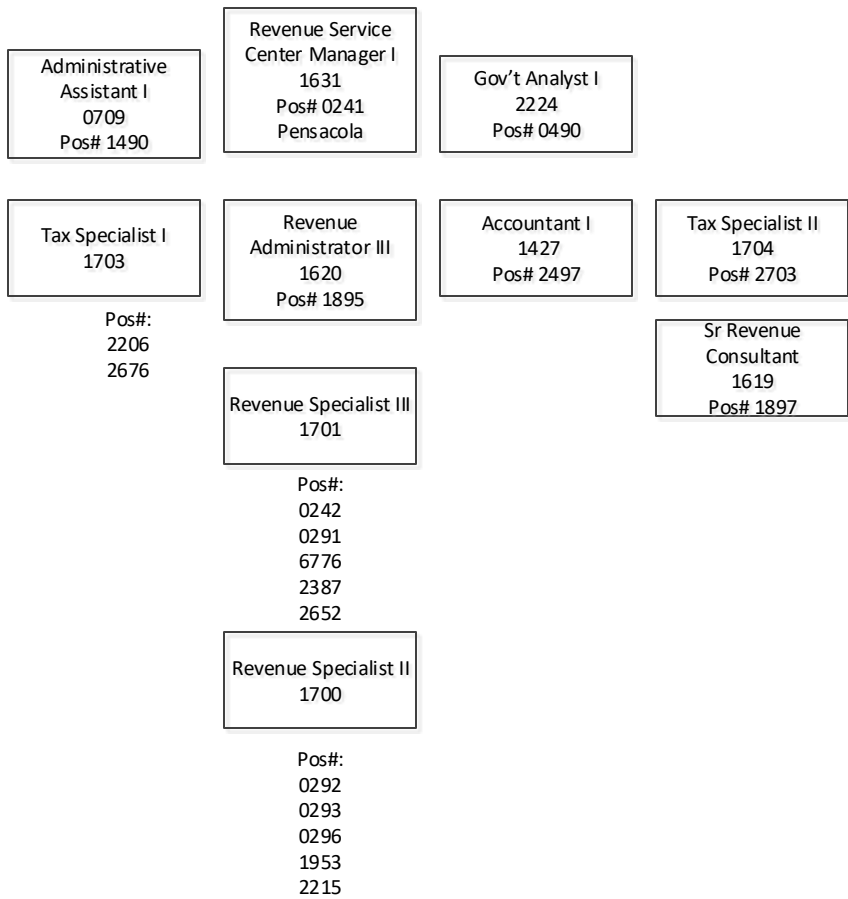 Administrative
Assistant I
0709
Pos# 1490
Revenue Service
Center Manager I
1631
Pos# 0241
Pensacola
Gov’t Analyst I
2224
Pos# 0490
Tax Specialist I
1703
Pos#:
2206
2676
Revenue
Administrator III
1620
Pos# 1895
Accountant I
1427
Pos# 2497
Tax Specialist II
1704
Pos# 2703
Sr Revenue
Consultant
1619
Pos# 1897
Revenue Specialist III
1701
Pos#:
0242
0291
6776
2387
2652
Revenue Specialist II
1700
Pos#:
0292
0293
0296
1953
2215